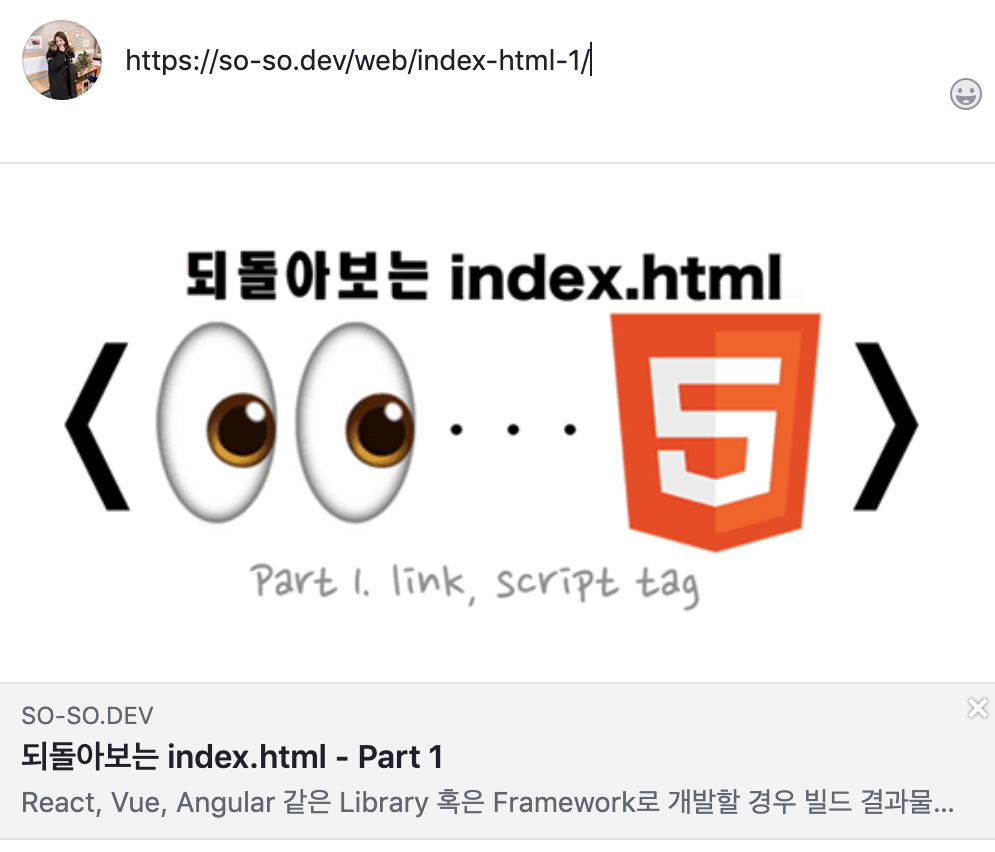 https://so-so.dev/web/index-html-1/
되돌아보는 index.html
< . . . 5 >
Part 1. link, script tag
SO-SO.DEV
되돌아보는 index.html - Part 1
React, Vue, Angular 같은 Library 혹은 Framework로 개발할 경우 빌드 결과물...